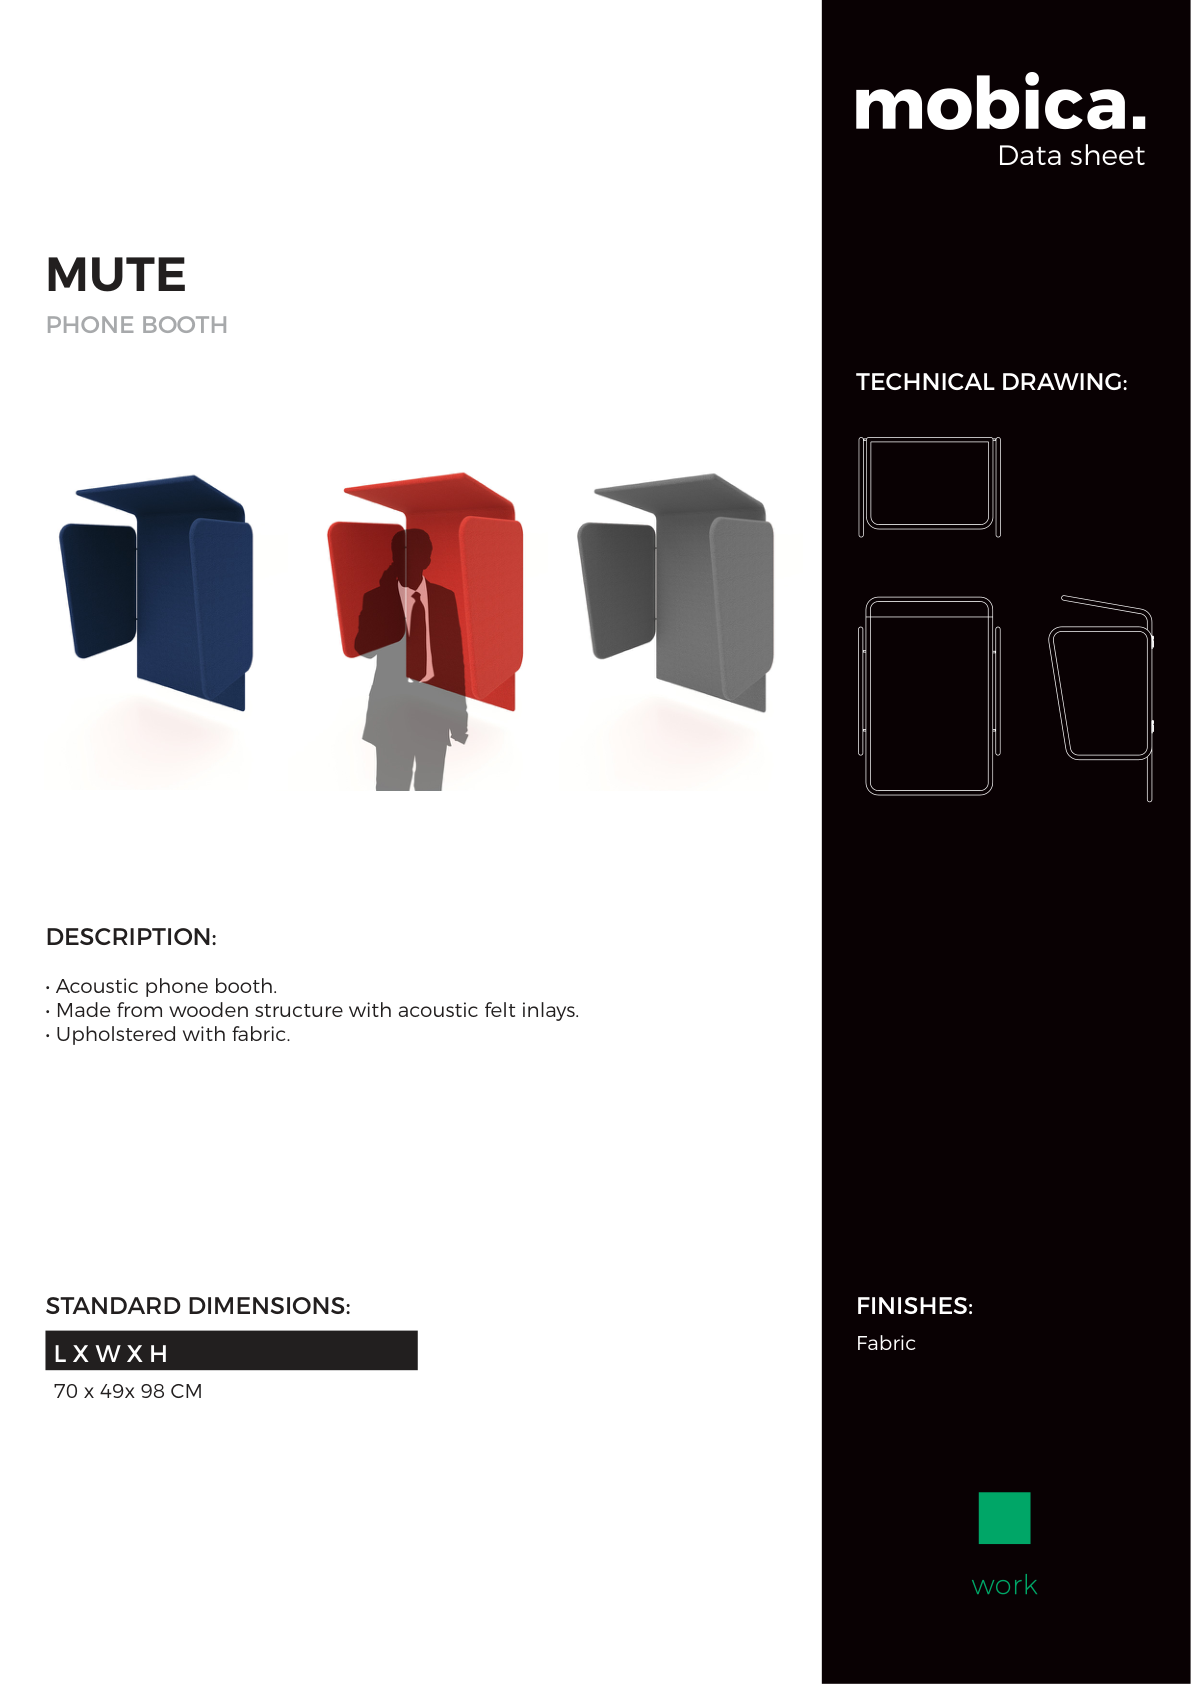 mobica.
Data sheet
MUTE
PHONE BOOTH
TECHNICAL DRAWING:
DESCRIPTION:
• Acoustic phone booth.
• Made from wooden structure with acoustic felt inlays.
• Upholstered with fabric.
STANDARD DIMENSIONS:
L X W X H
70 x 49x 98 CM
FINISHES:
Fabric
work